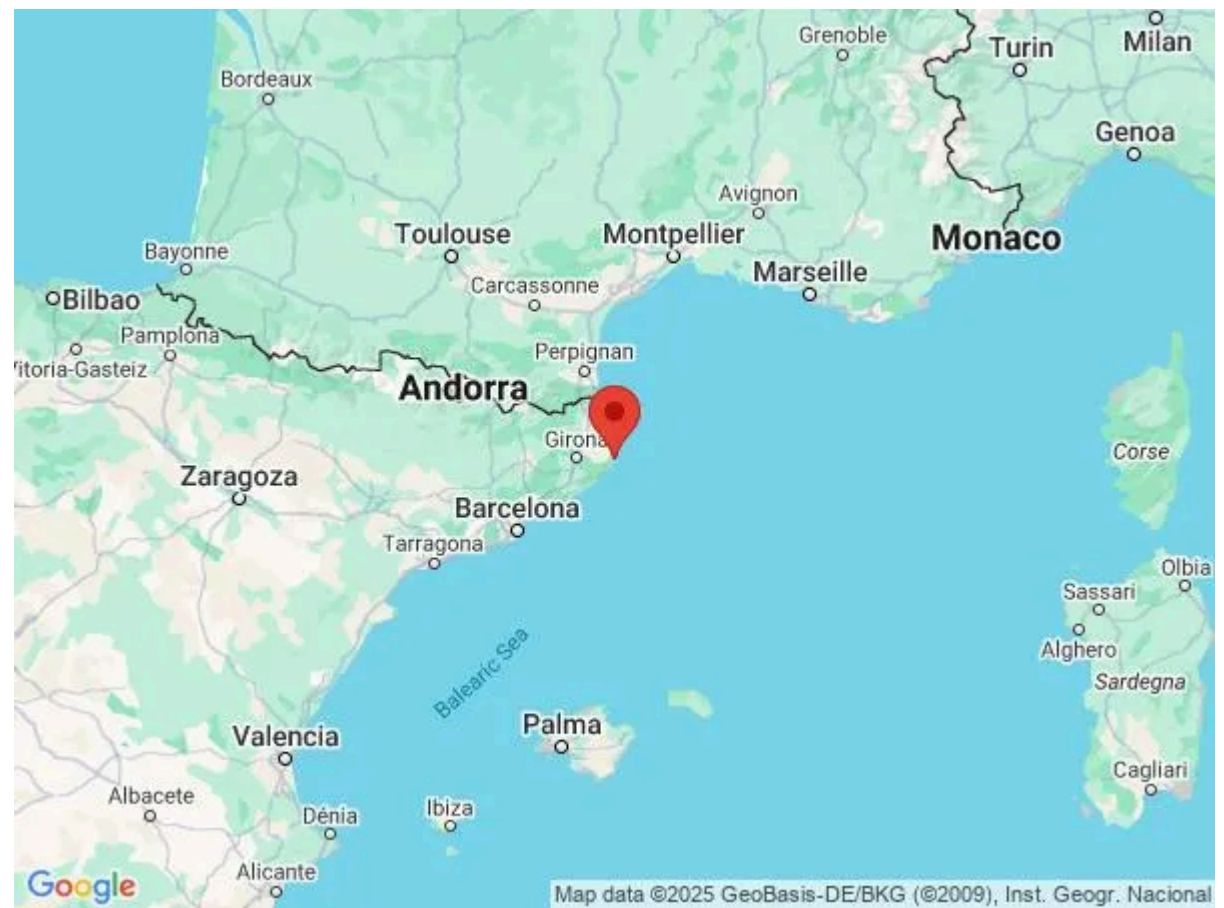 Grenoble
Turin
Milan
Bordeaux
Genoa
Avignon
Toulouse
Montpellier
Monaco
Bayonne
Marseille
Carcassonne
Bilbao
Pamplona
Perpignan
itoria-Gasteiz
Andorra
Girona
Corse
Zaragoza
Barcelona
Tarragona
Olbia
Sassari
Alghero
Balearic Sea
Sardegna
Palma
Valencia
Cagliari
Albacete
Ibiza
Dénia
Alicante
Google
Map data ©2025 GeoBasis-DE/BKG (©2009), Inst. Geogr. Nacional